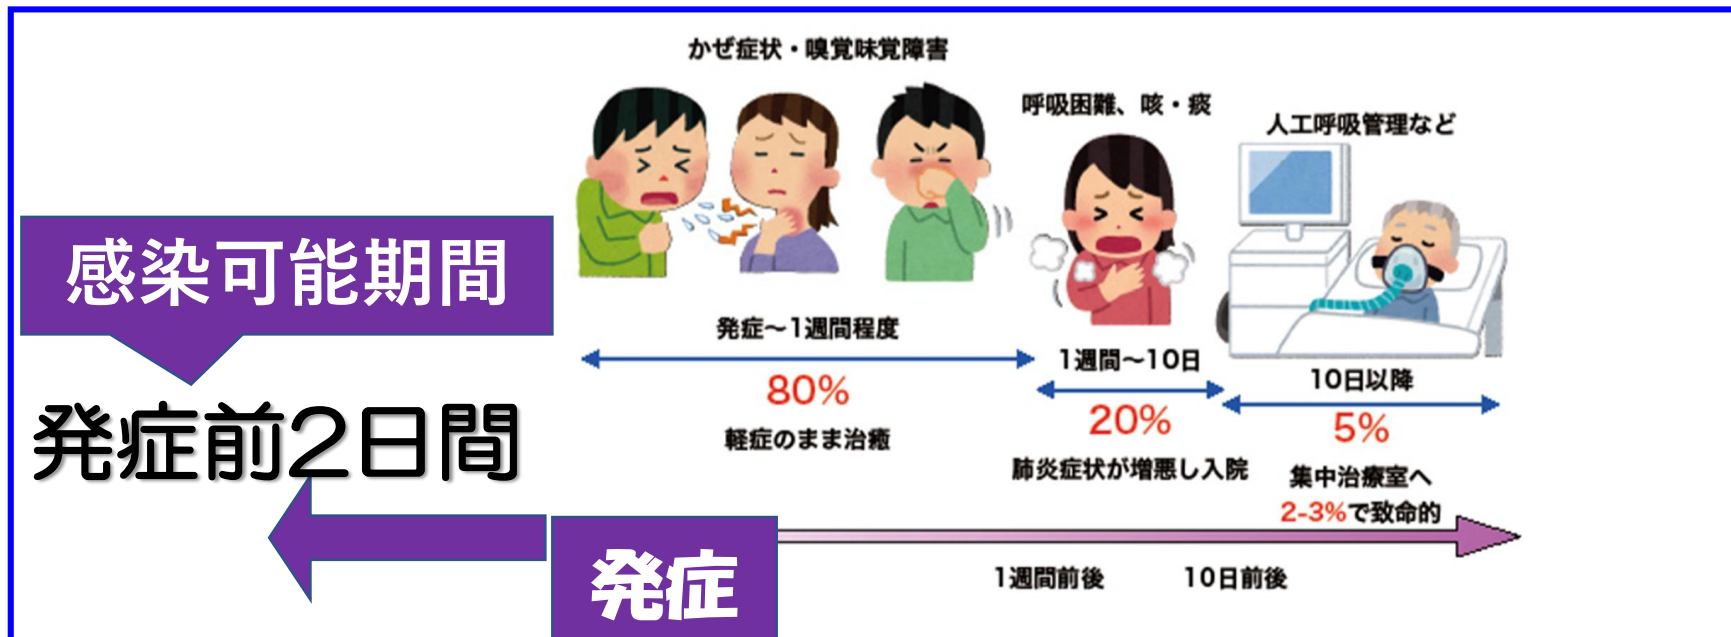 かぜ症状・嗅覚味覚障害
呼吸困難、咳・痰
人工呼吸管理など
感染可能期間
発症前2日間
発症～1週間程度
80%
軽症のまま治癒
1週間～10日
20%
肺炎症状が増悪し入院
10日以降
5%
集中治療室へ
2-3%で致命的
発症
1週間前後
10日前後